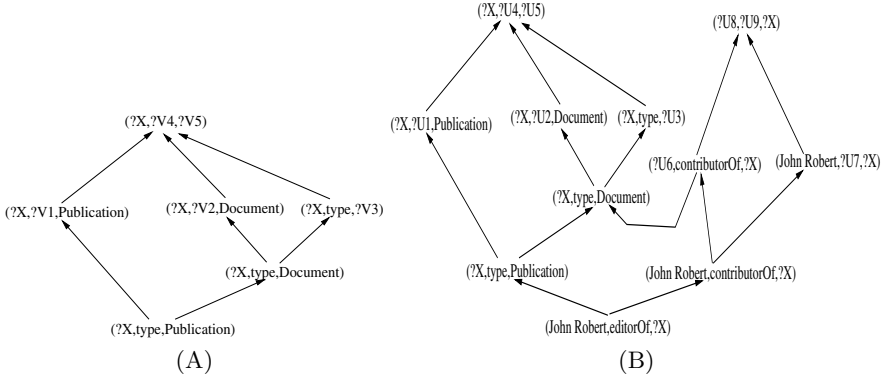 (?X,?V4,?V5)
(?X,?V1,Publication)
(?X,?V2,Document)
(?X,type,?V3)
(?X,type,Document)
(?X,type,Publication)
(A)
(?X,?U4,?U5)
(?U8,?U9,?X)
(?X,?U1,Publication)
(?X,?U2,Document)
(?X,type,?U3)
(?U6,contributorOf,?X)
(John Robert,?U7,?X)
(?X,type,Document)
(?X,type,Publication)
(John Robert,contributorOf,?X)
(John Robert,editorOf,?X)
(B)